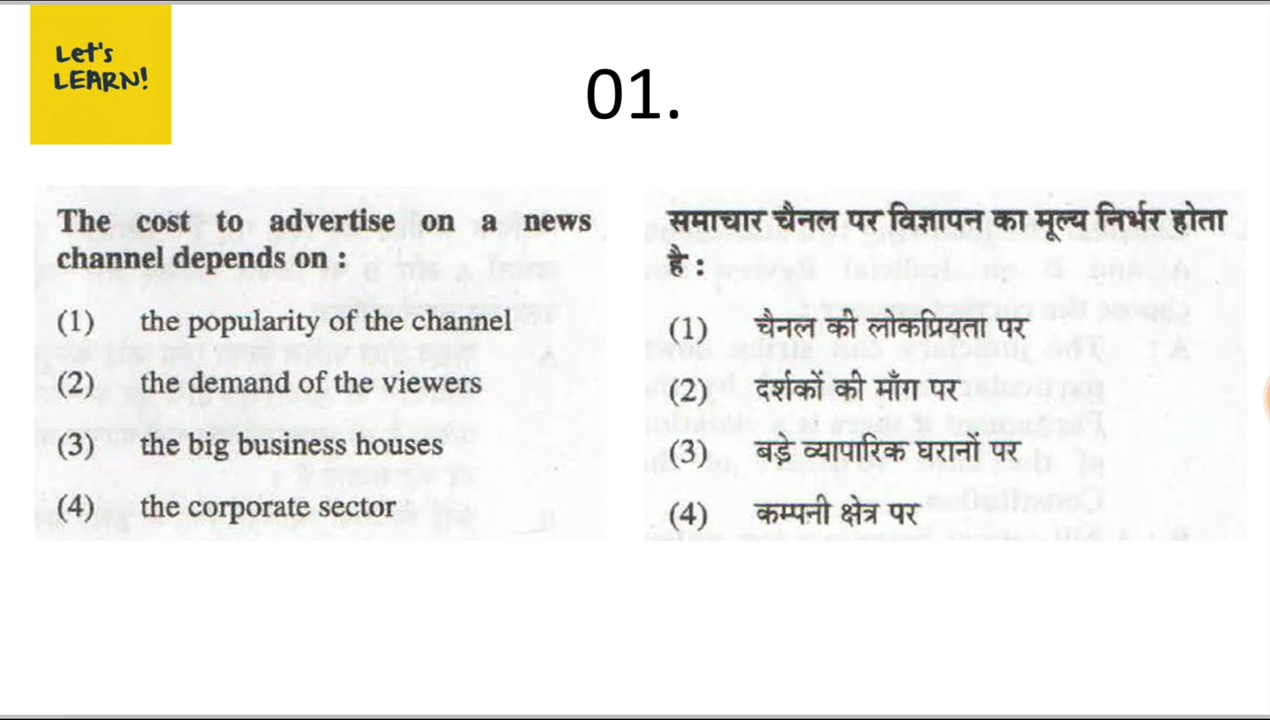 Let's
LEARN!
01.
The cost to advertise on a news
channel depends on :
(1) the popularity of the channel
(2) the demand of the viewers
(3) the big business houses
(4) the corporate sector
समाचार चैनल पर विज्ञापन का मूल्य निर्भर होता
है :
(1) चैनल की लोकप्रियता पर
(2) दर्शकों की माँग पर
(3) बड़े व्यापारिक घरानों पर
(4) कम्पनी क्षेत्र पर